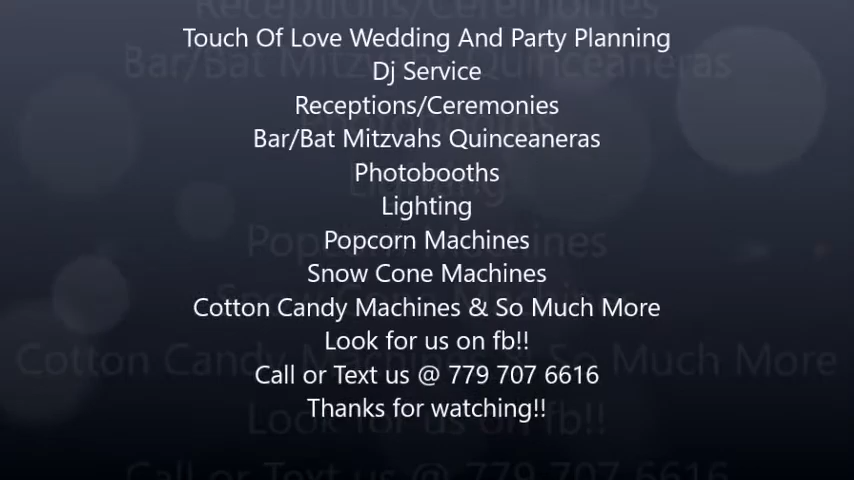 Touch Of Love Wedding And Party Planning
Dj Service
Receptions/Ceremonies
Bar/Bat Mitzvahs Quinceaneras
Photobooths
Lighting
Popcorn Machines
Snow Cone Machines
Cotton Candy Machines & So Much More
Look for us on fb!!
Call or Text us @ 779 707 6616
Thanks for watching!!